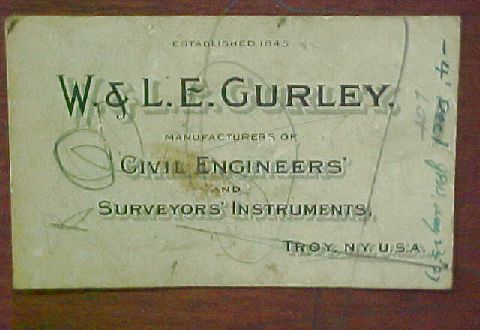 ESTABLISHED 1845
W. & L. E. GURLEY.
MANUFACTURERS OF
CIVIL ENGINEERS'
AND
SURVEYORS' INSTRUMENTS,
TROY, N.Y. U.S.A.